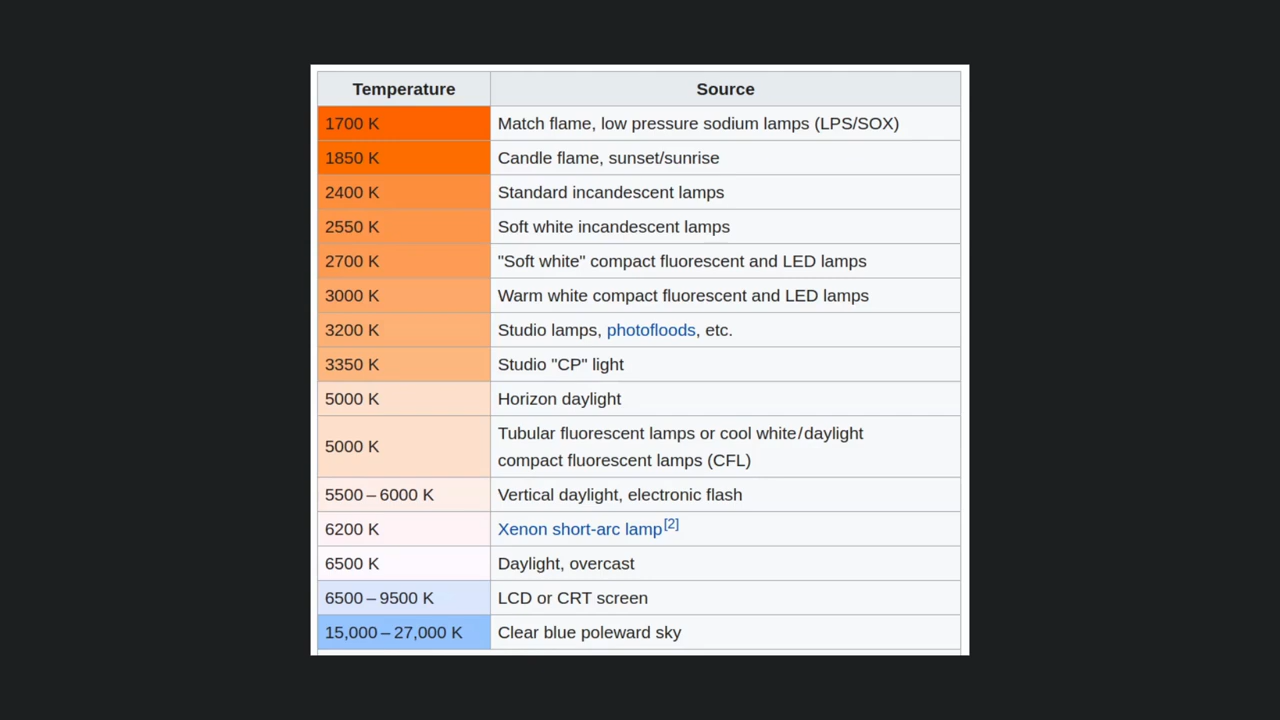 Temperature Source
1700 K Match flame, low pressure sodium lamps (LPS/SOX)
1850 K Candle flame, sunset/sunrise
2400 K Standard incandescent lamps
2550 K Soft white incandescent lamps
2700 K "Soft white" compact fluorescent and LED lamps
3000 K Warm white compact fluorescent and LED lamps
3200 K Studio lamps, photofloods, etc.
3350 K Studio "CP" light
5000 K Horizon daylight
5000 K Tubular fluorescent lamps or cool white/daylight
compact fluorescent lamps (CFL)
5500 – 6000 K Vertical daylight, electronic flash
6200 K Xenon short-arc lamp[2]
6500 K Daylight, overcast
6500 – 9500 K LCD or CRT screen
15,000 – 27,000 K Clear blue poleward sky